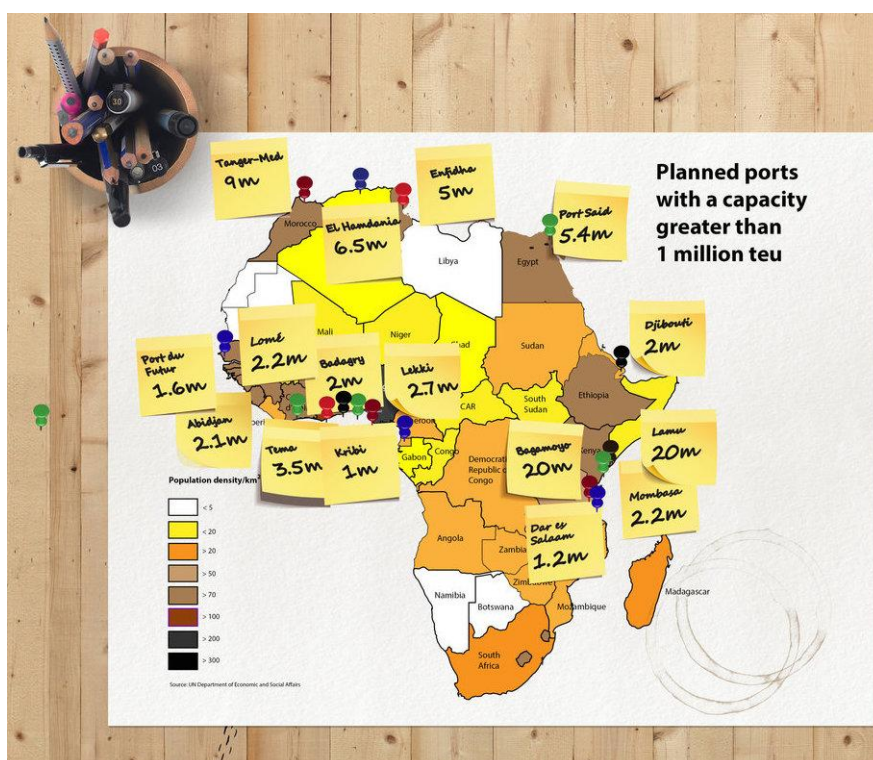 Planned ports
with a capacity
greater than
1 million teu
Tanger-Med
9m
Enfidha
5m
El Hamdania
6.5m
Port Said
5.4m
Djibouti
2m
Port du
Futur
1.6m
Lomé
2.2m
Badagry
2m
Lekki
2.7m
Abidjan
2.1m
Tema
3.5m
Kribi
1m
Bagamoyo
20m
Lamu
20m
Mombasa
2.2m
Dar es
Salaam
1.2m
Morocco
Libya
Egypt
Mali
Niger
Sudan
Ethiopia
South
Sudan
CAR
Gabon
Congo
Republic of
Congo
Angola
Zambia
Namibia
Botswana
Mozambique
Madagascar
South
Africa
Population density/km²
< 5
< 20
> 20
> 50
> 70
> 100
> 200
> 300
Source: UN Department of Economic and Social Affairs
3.0
03